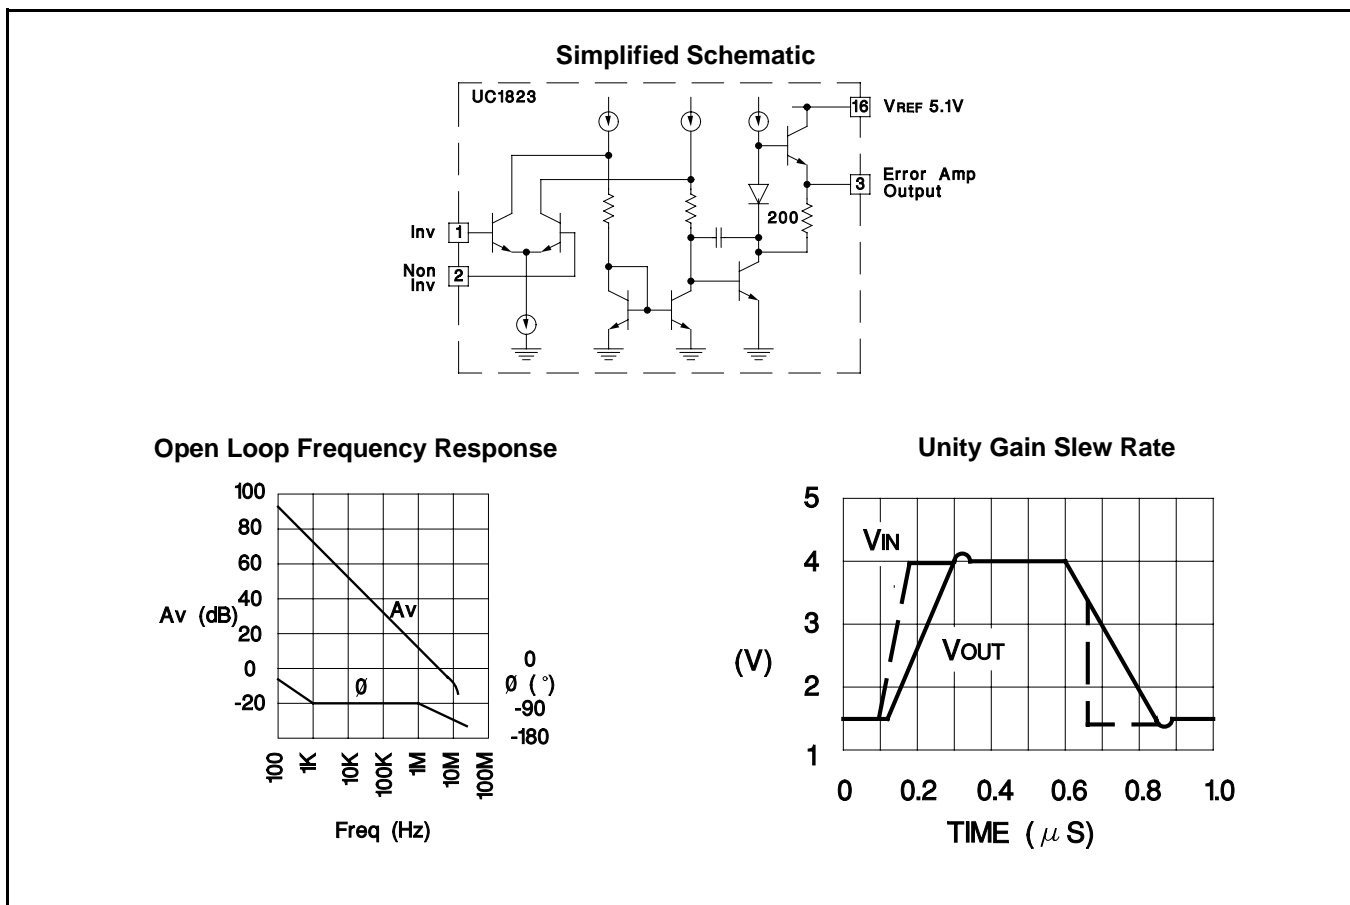 Simplified Schematic
UC1823
16 VREF 5.1V
3 Error Amp
Output
200
Inv 1
Non
Inv 2
Open Loop Frequency Response
100
80
60
40
20
0
-20
Av (dB)
Av
Ø
0
Ø (°)
-90
-180
100 1K 10K 100K 1M 10M 100M
Freq (Hz)
Unity Gain Slew Rate
5
4
3
2
1
(V)
VIN
VOUT
0 0.2 0.4 0.6 0.8 1.0
TIME (μS)